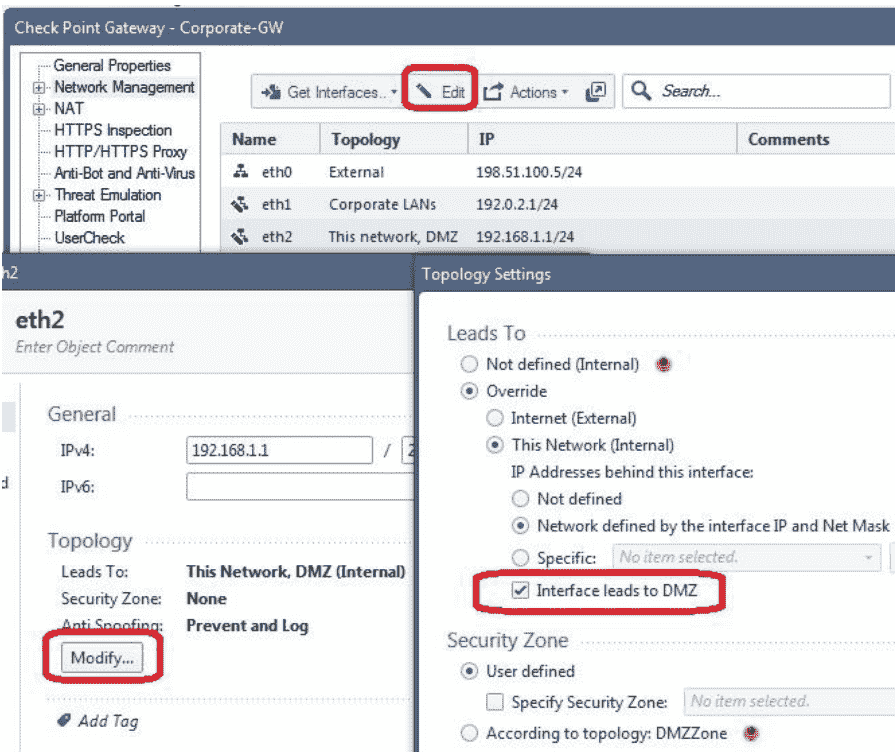 Check Point Gateway - Corporate-GW
General Properties
Network Management
NAT
HTTPS Inspection
HTTP/HTTPS Proxy
Anti-Bot and Anti-Virus
Threat Emulation
Platform Portal
UserCheck
Get Interfaces... Edit Actions Search...
Name Topology IP Comments
eth0 External 198.51.100.5/24
eth1 Corporate LANs 192.0.2.1/24
eth2 This network, DMZ 192.168.1.1/24
h2
eth2
Enter Object Comment
General
IPv4: 192.168.1.1 / 2
IPv6:
d
Topology
Leads To: This Network, DMZ (Internal)
Security Zone: None
Anti Spoofing: Prevent and Log
Modify...
Add Tag
Topology Settings
Leads To
Not defined (Internal)
Override
Internet (External)
This Network (Internal)
IP Addresses behind this interface:
Not defined
Network defined by the interface IP and Net Mask
Specific: No item selected.
Interface leads to DMZ
Security Zone
User defined
Specify Security Zone: No item selected.
According to topology: DMZZone